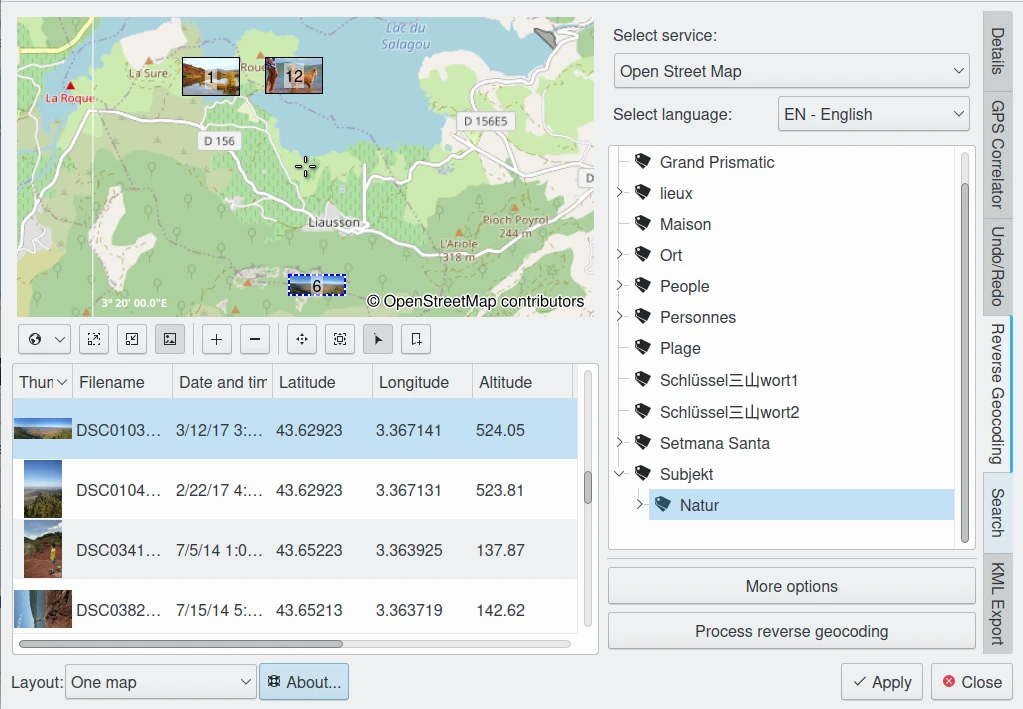 Lac du
Salagou
La Sure
1
Roue
12
La Roque
D 156E5
D 156
D
Liausson
Pioch Poyrol
244 m
L'Ariole
318 m
6
3° 20' 00.0"E
© OpenStreetMap contributors
Thun
Filename
Date and tim
Latitude
Longitude
Altitude
DSC0103…
3/12/17 3:…
43.62923
3.367141
524.05
DSC0104…
2/22/17 4:…
43.62923
3.367131
523.81
DSC0341…
7/5/14 1:0…
43.65223
3.363925
137.87
DSC0382…
7/15/14 5:…
43.65213
3.363719
142.62
Layout:
One map
About...
Select service:
Open Street Map
Select language:
EN - English
Grand Prismatic
lieux
Maison
Ort
People
Personnes
Plage
Schlüssel三山wort1
Schlüssel三山wort2
Setmana Santa
Subjekt
Natur
More options
Process reverse geocoding
Apply
Close
Details
GPS Correlator
Undo/Redo
Reverse Geocoding
Search
KML Export